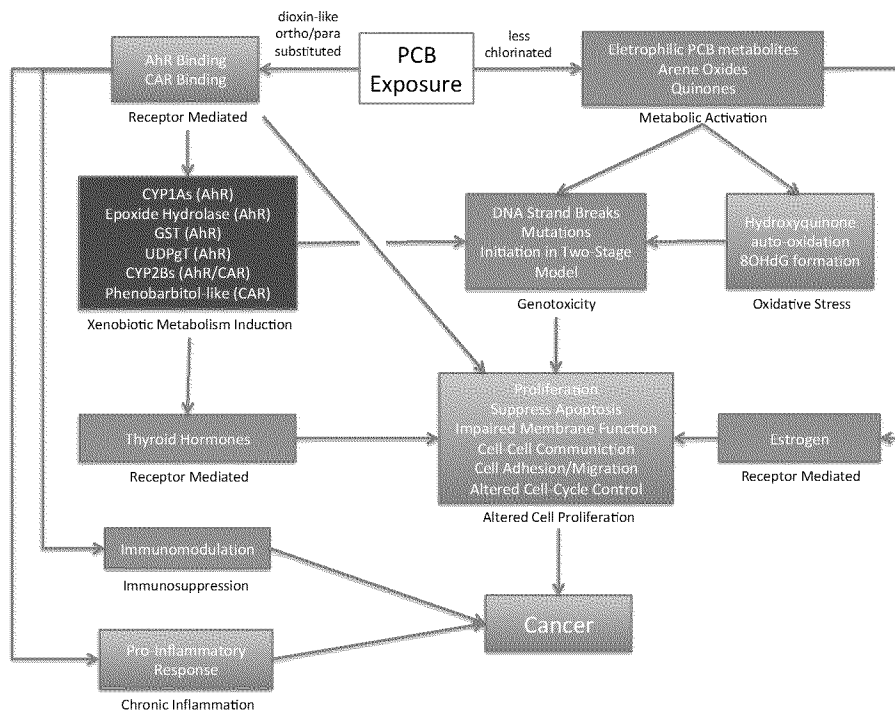 dioxin-like
ortho/para
substituted
PCB
Exposure
less
chlorinated
AhR Binding
CAR Binding
Receptor Mediated
Eletrophilic PCB metabolites
Arene Oxides
Quinones
Metabolic Activation
CYP1As (AhR)
Epoxide Hydrolase (AhR)
GST (AhR)
UDPgT (AhR)
CYP2Bs (AhR/CAR)
Phenobarbitol-like (CAR)
Xenobiotic Metabolism Induction
DNA Strand Breaks
Mutations
Initiation in Two-Stage
Model
Genotoxicity
Hydroxyquinone
auto-oxidation
8OHdG formation
Oxidative Stress
Thyroid Hormones
Receptor Mediated
Proliferation
Suppress Apoptosis
Impaired Membrane Function
Cell Cell Communiction
Cell Adhesion/Migration
Altered Cell-Cycle Control
Altered Cell Proliferation
Estrogen
Receptor Mediated
Immunomodulation
Immunosuppression
Pro-Inflammatory
Response
Chronic Inflammation
Cancer